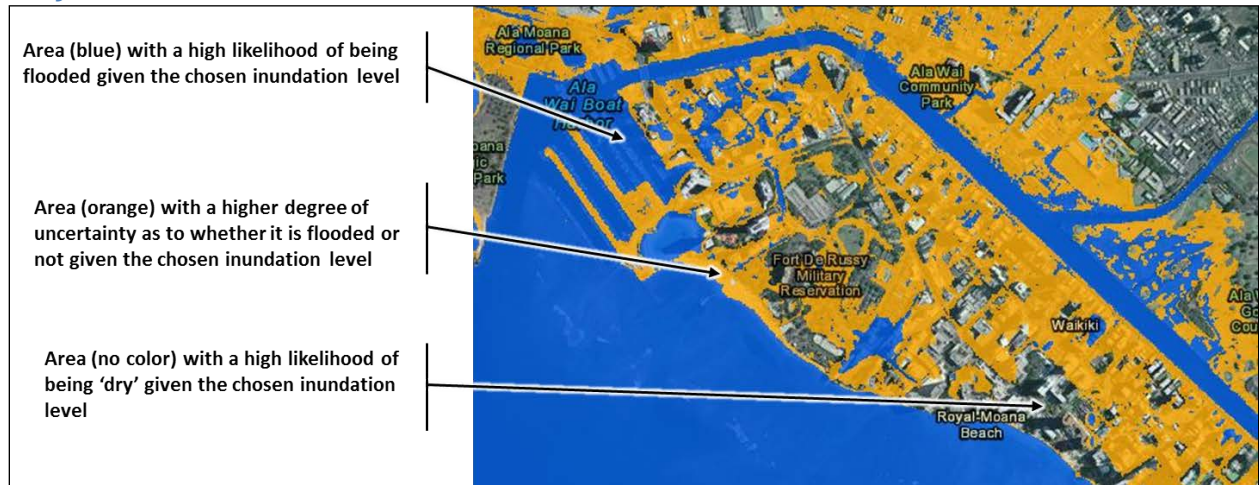 Area (blue) with a high likelihood of being
flooded given the chosen inundation level
Area (orange) with a higher degree of
uncertainty as to whether it is flooded or
not given the chosen inundation level
Area (no color) with a high likelihood of
being ‘dry’ given the chosen inundation
level
Ala Moana
Regional Park
Ala
Wai Boat
Harbor
Park
Ala Wai
Community
Park
Fort De Russy
Military
Reservation
Waikiki
Royal-Moana
Beach
Ala